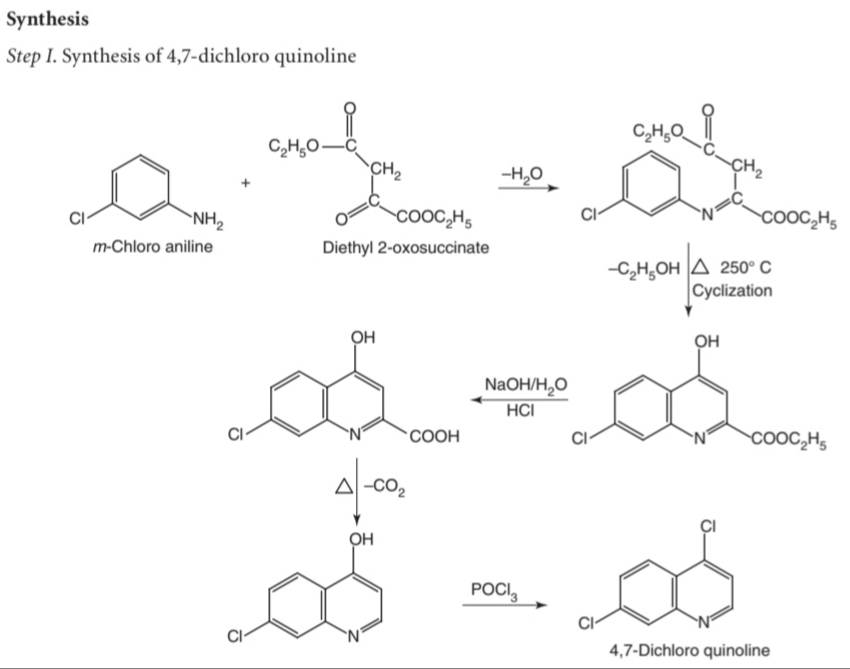 Synthesis
Step I. Synthesis of 4,7-dichloro quinoline
O
C₂H₅O
C
CH₂
C
O
COOC₂H₅
Cl
NH₂
+
m-Chloro aniline
Diethyl 2-oxosuccinate
–H₂O
O
C₂H₅O
C
CH₂
C
N
Cl
COOC₂H₅
–C₂H₅OH △ 250° C
Cyclization
OH
Cl
N
COOC₂H₅
NaOH/H₂O
HCl
OH
Cl
N
COOH
△ –CO₂
OH
Cl
N
POCl₃
Cl
Cl
N
4,7-Dichloro quinoline